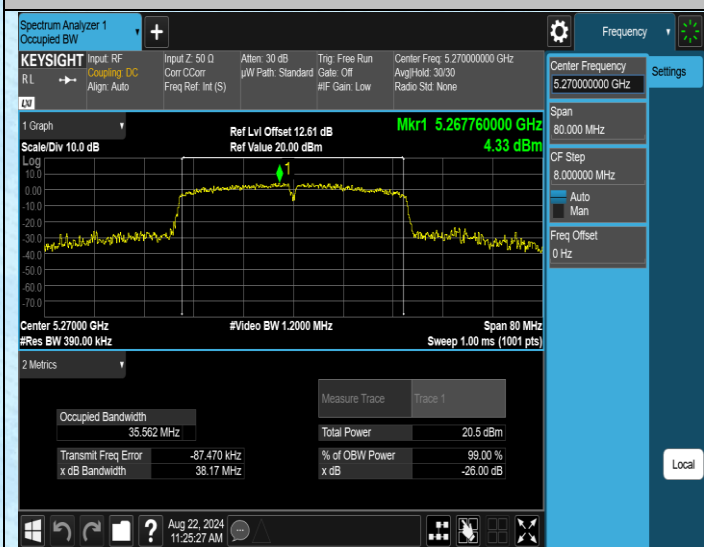 Spectrum Analyzer 1
Occupied BW
Frequency
KEYSIGHT
R L
LXI
Input: RF
Coupling: DC
Align: Auto
Input Z: 50 Ω
Corr CCorr
Freq Ref: Int (S)
Atten: 30 dB
µW Path: Standard
Trig: Free Run
Gate: Off
#IF Gain: Low
Center Freq: 5.270000000 GHz
Avg|Hold: 30/30
Radio Std: None
Center Frequency
5.270000000 GHz
Settings
Span
80.000 MHz
CF Step
8.000000 MHz
Auto
Man
Freq Offset
0 Hz
Local
1 Graph
Scale/Div 10.0 dB
Ref Lvl Offset 12.61 dB
Ref Value 20.00 dBm
Mkr1 5.267760000 GHz
4.33 dBm
Log
10.0
0.00
-10.0
-20.0
-30.0
-40.0
-50.0
-60.0
-70.0
1
Center 5.27000 GHz
#Res BW 390.00 kHz
#Video BW 1.2000 MHz
Span 80 MHz
Sweep 1.00 ms (1001 pts)
2 Metrics
Measure Trace
Trace 1
Occupied Bandwidth
35.562 MHz
Total Power 20.5 dBm
Transmit Freq Error -87.470 kHz
% of OBW Power 99.00 %
x dB Bandwidth 38.17 MHz
x dB -26.00 dB
Aug 22, 2024
11:25:27 AM